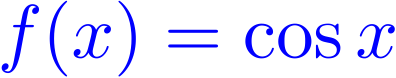 f(x) = cos x